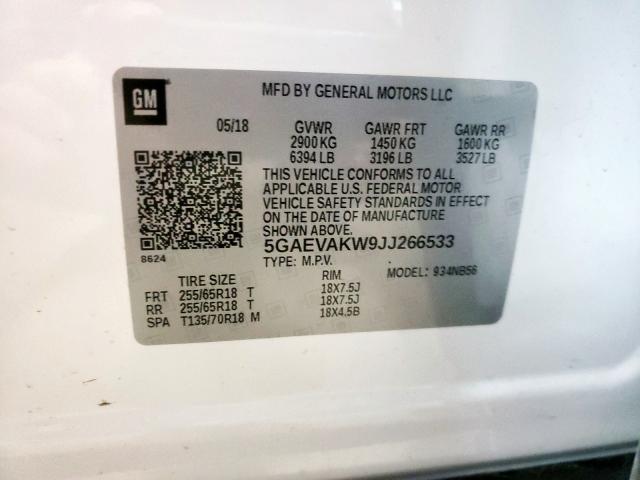 GM
MFD BY GENERAL MOTORS LLC
05/18 GVWR GAWR FRT GAWR RR
2900 KG 1450 KG 1600 KG
6394 LB 3196 LB 3527 LB
THIS VEHICLE CONFORMS TO ALL
APPLICABLE U.S. FEDERAL MOTOR
VEHICLE SAFETY STANDARDS IN EFFECT
ON THE DATE OF MANUFACTURE
SHOWN ABOVE.
8624
5GAEVAKW9JJ266533
TYPE: M.P.V. MODEL: 934NB56
TIRE SIZE RIM
FRT 255/65R18 T 18X7.5J
RR 255/65R18 T 18X7.5J
SPA T135/70R18 M 18X4.5B